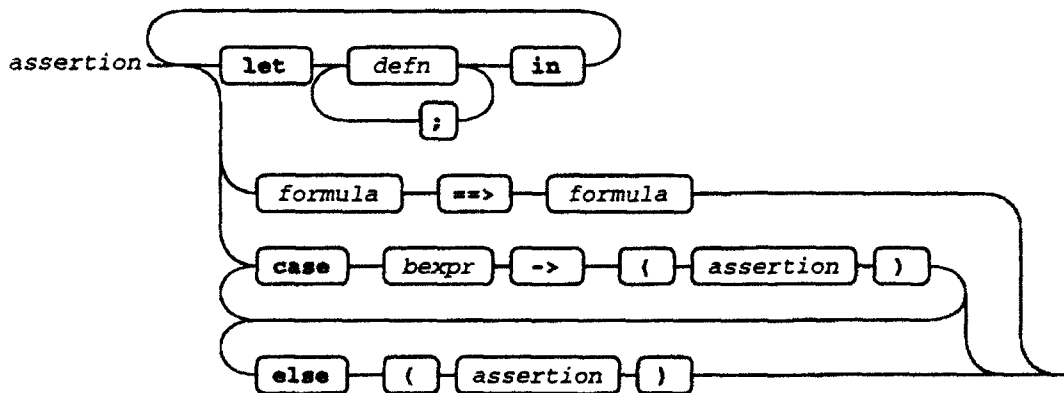 assertion let defn in
;
formula ==> formula
case bexpr -> ( assertion )
else ( assertion )